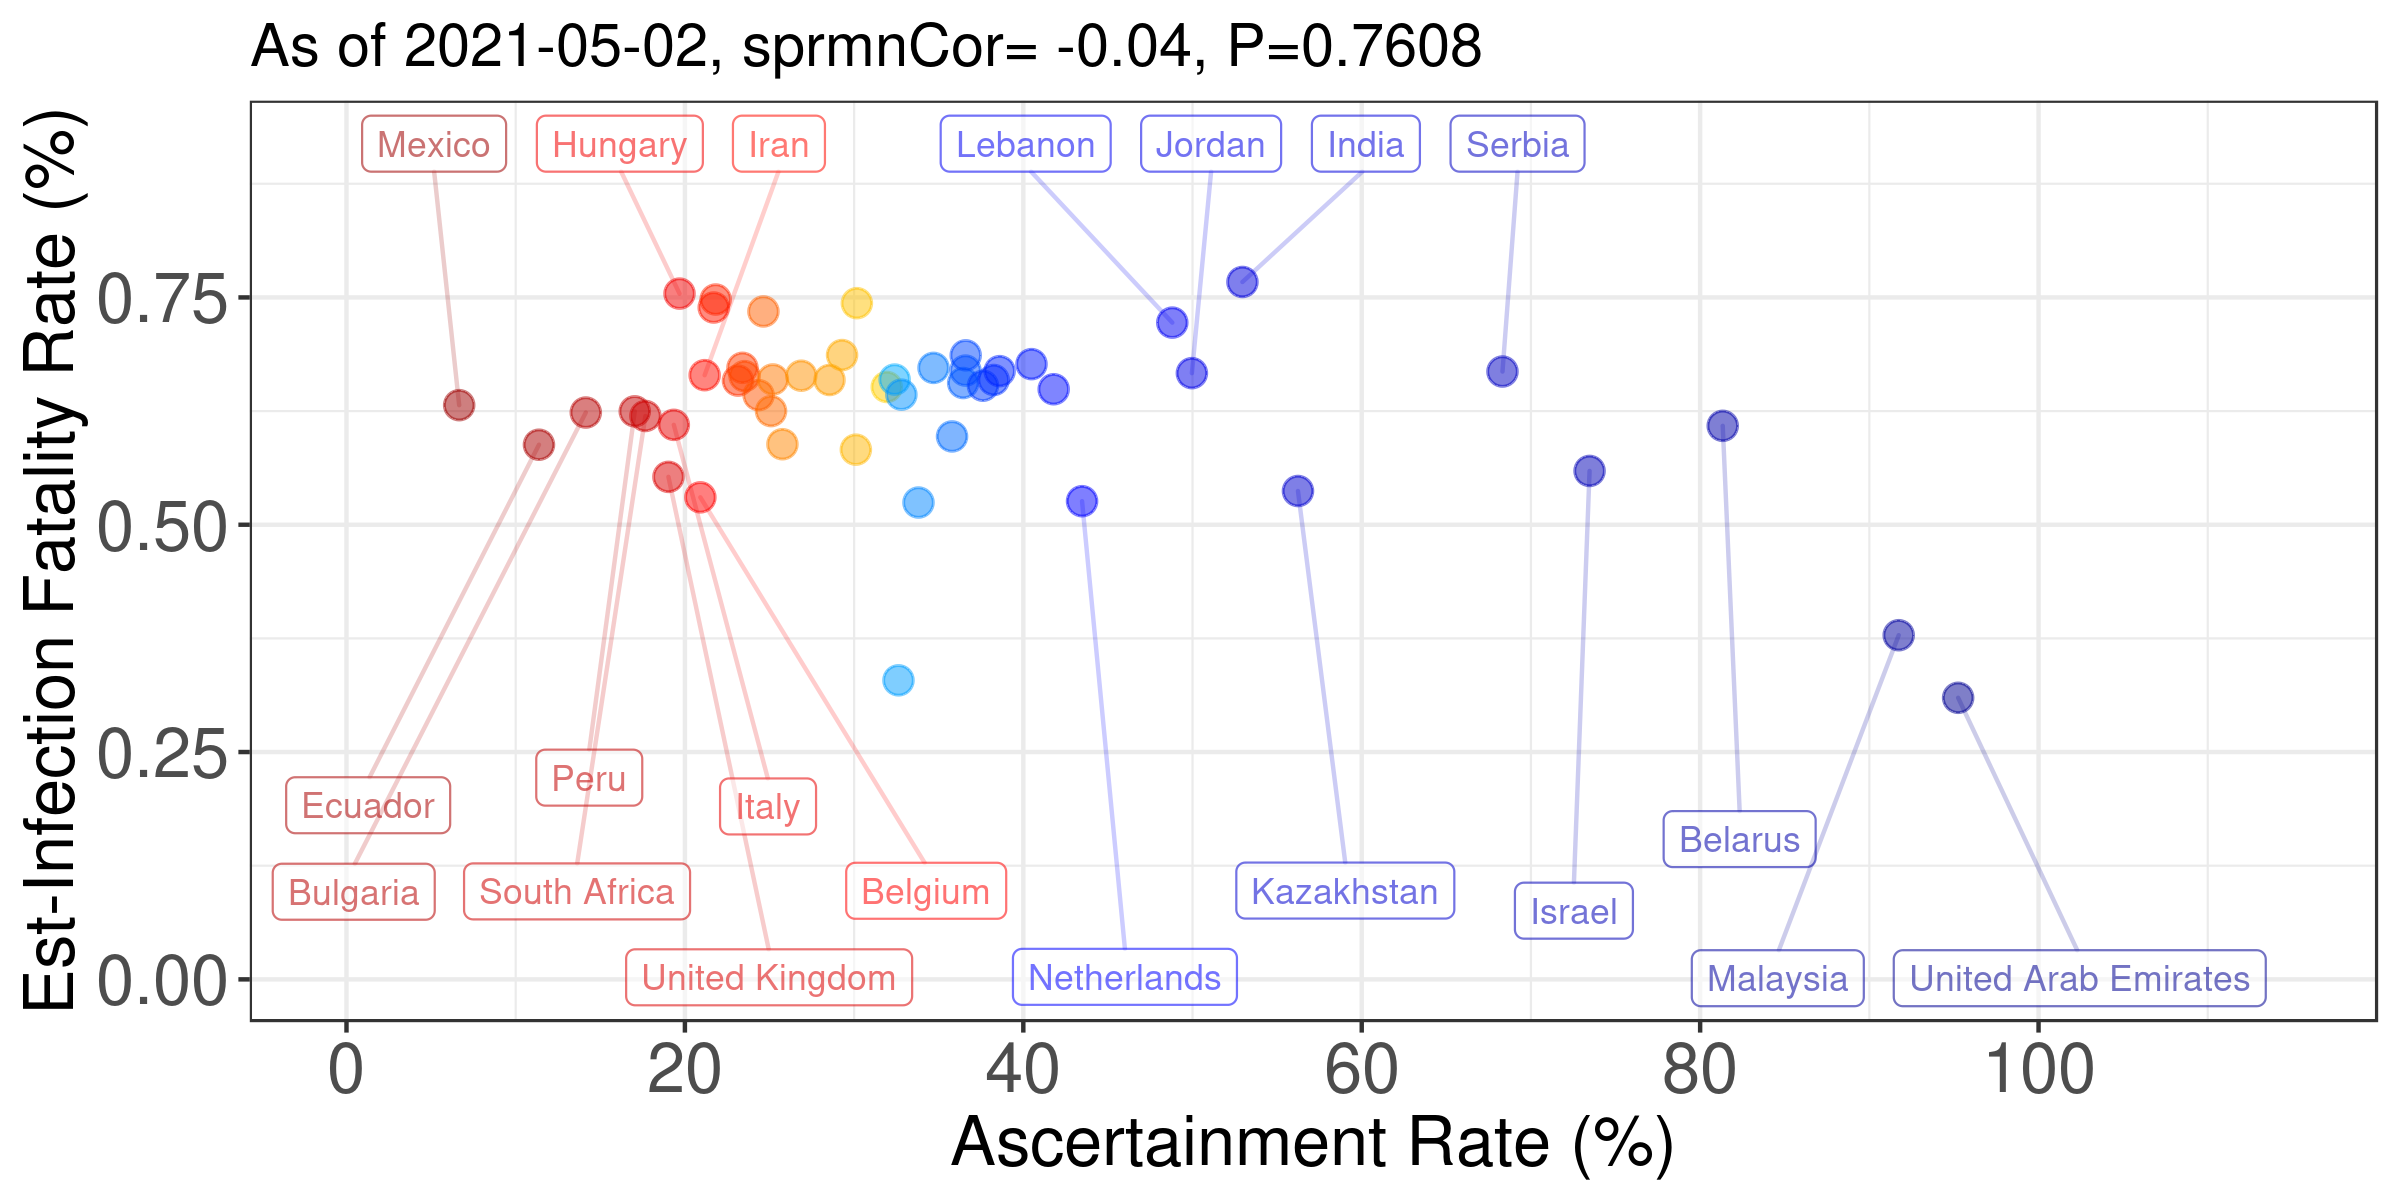 As of 2021-05-02, sprmnCor= -0.04, P=0.7608
Est-Infection Fatality Rate (%)
0.75
0.50
0.25
0.00
Mexico
Hungary
Iran
Lebanon
Jordan
India
Serbia
Ecuador
Peru
Italy
Bulgaria
South Africa
Belgium
Kazakhstan
Belarus
Israel
United Kingdom
Netherlands
Malaysia
United Arab Emirates
0
20
40
60
80
100
Ascertainment Rate (%)